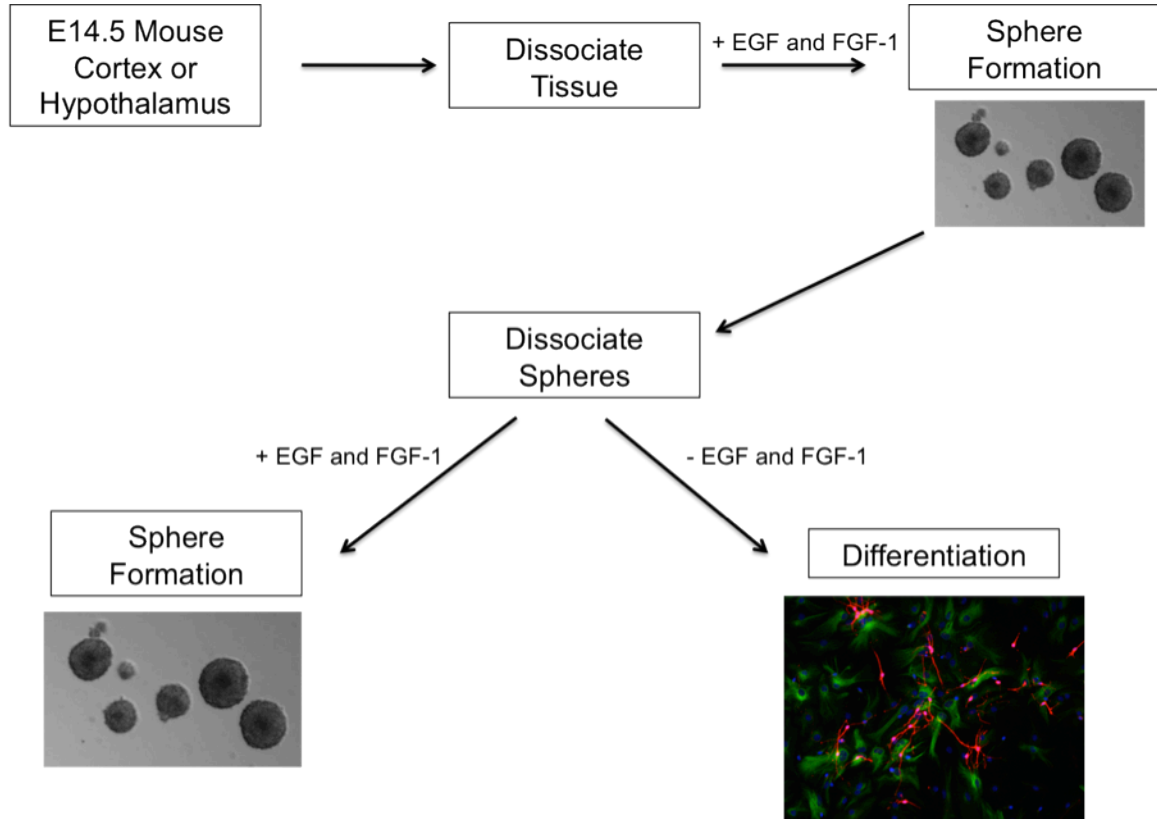 E14.5 Mouse
Cortex or
Hypothalamus
Dissociate
Tissue
+ EGF and FGF-1
Sphere
Formation
Dissociate
Spheres
+ EGF and FGF-1
- EGF and FGF-1
Sphere
Formation
Differentiation